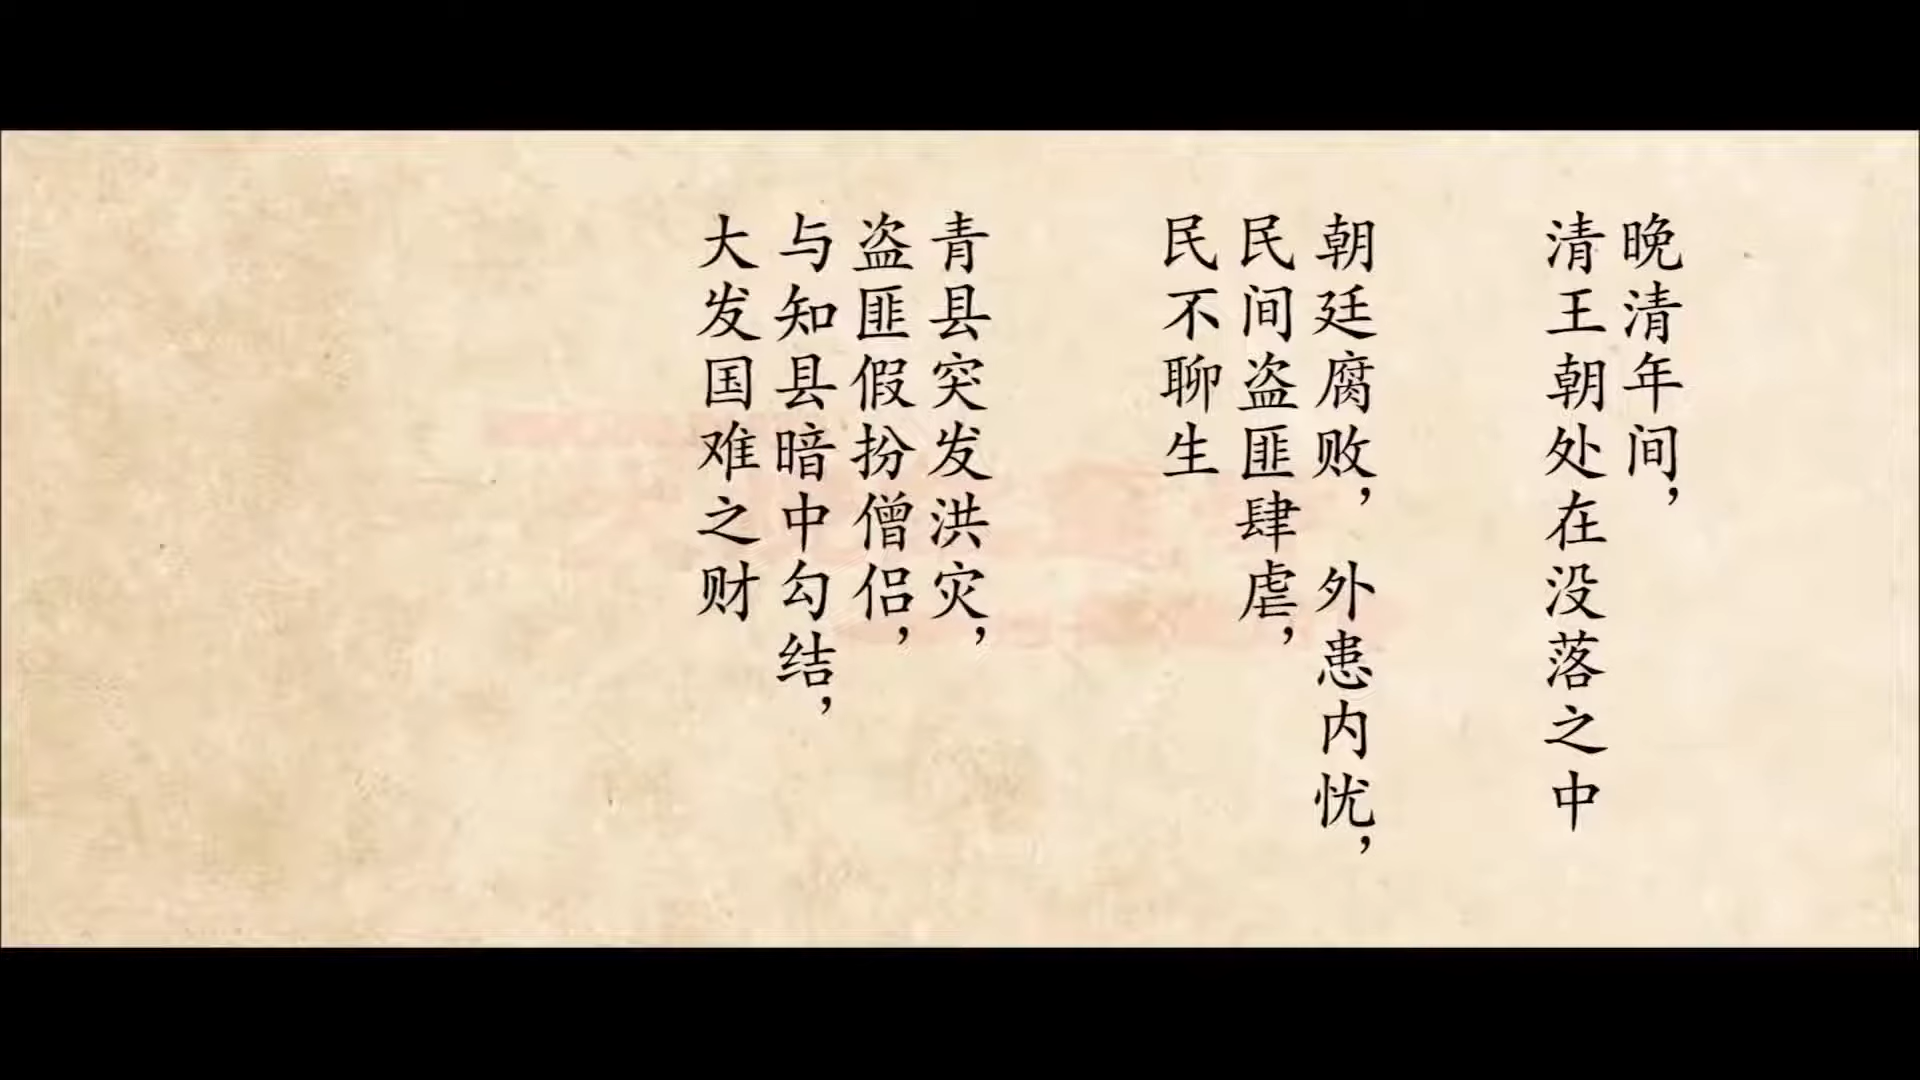 晚清年间，
清王朝处在没落之中
朝廷腐败，外患内忧，
民间盗匪肆虐，
民不聊生
青县突发洪灾，
盗匪假扮僧侣，
与知县暗中勾结，
大发国难之财